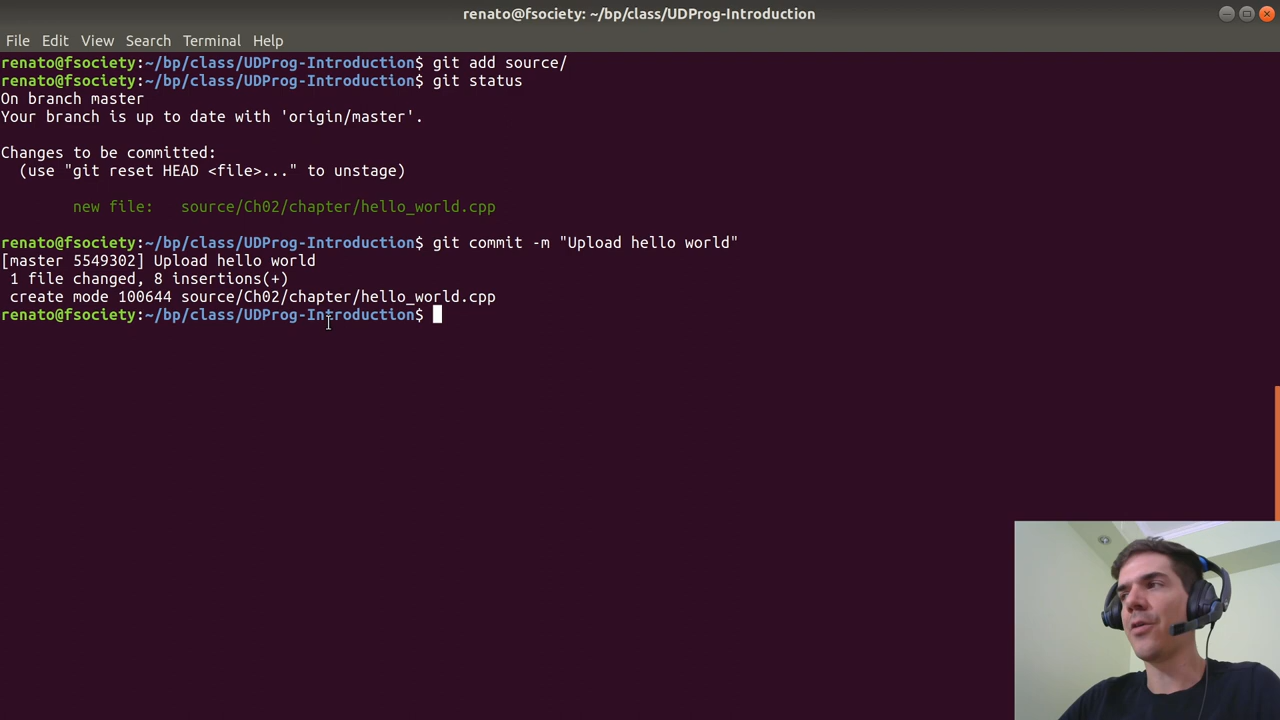 renato@fsociety: ~/bp/class/UDProg-Introduction
File Edit View Search Terminal Help
renato@fsociety:~/bp/class/UDProg-Introduction$ git add source/
renato@fsociety:~/bp/class/UDProg-Introduction$ git status
On branch master
Your branch is up to date with 'origin/master'.
Changes to be committed:
(use "git reset HEAD <file>..." to unstage)
new file: source/Ch02/chapter/hello_world.cpp
renato@fsociety:~/bp/class/UDProg-Introduction$ git commit -m "Upload hello world"
[master 5549302] Upload hello world
1 file changed, 8 insertions(+)
create mode 100644 source/Ch02/chapter/hello_world.cpp
renato@fsociety:~/bp/class/UDProg-Introduction$